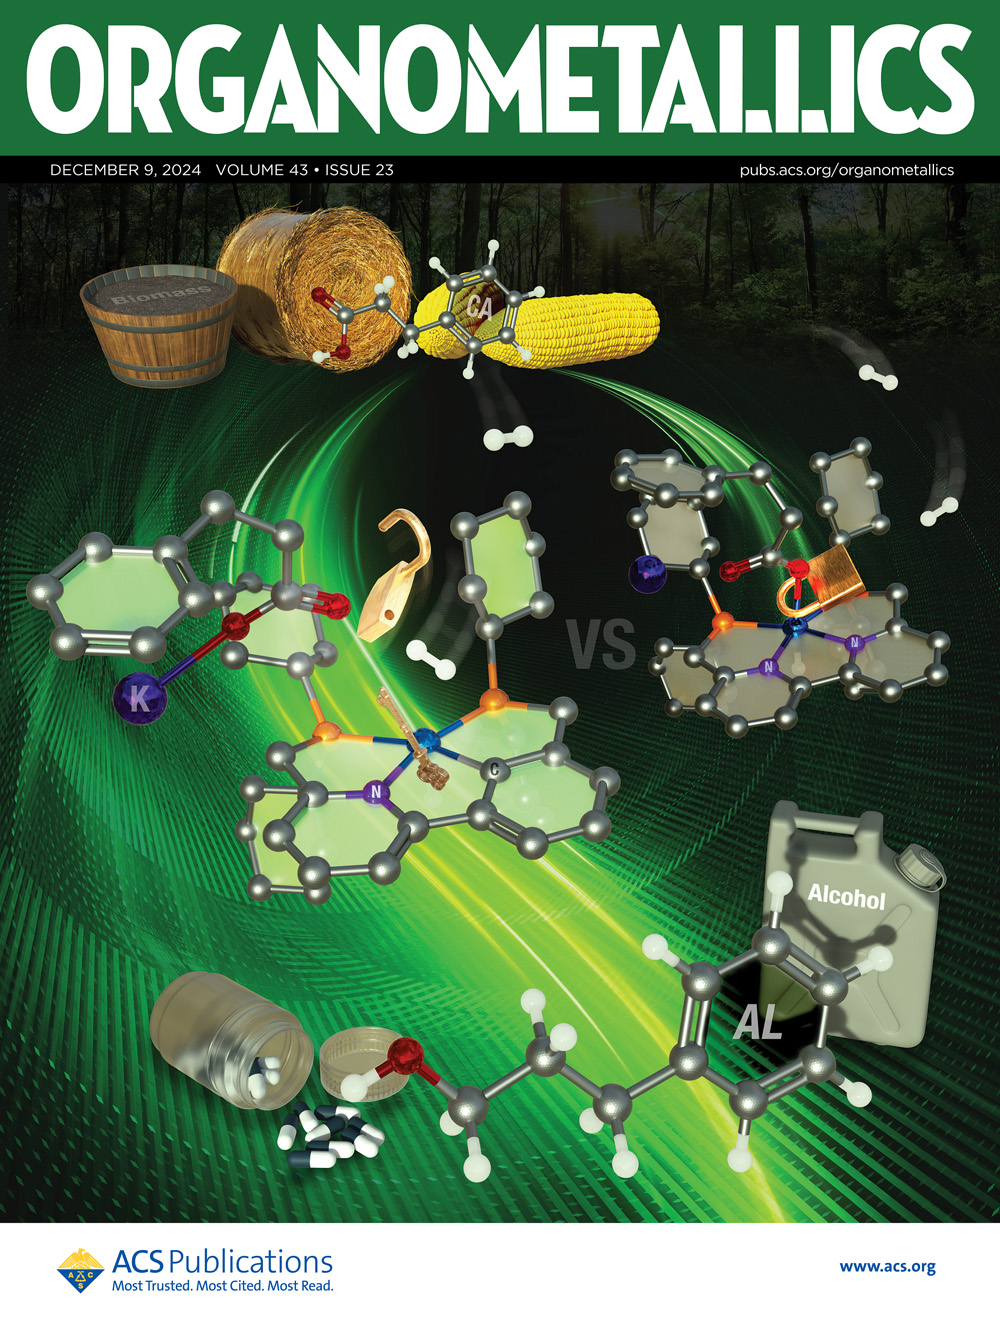 ORGANOMETALLICS
DECEMBER 9, 2024 VOLUME 43 • ISSUE 23
pubs.acs.org/organometallics
Biomass
CA
VS
K
N
C
N
N
Alcohol
AL
ACS Publications
Most Trusted. Most Cited. Most Read.
www.acs.org
A C S